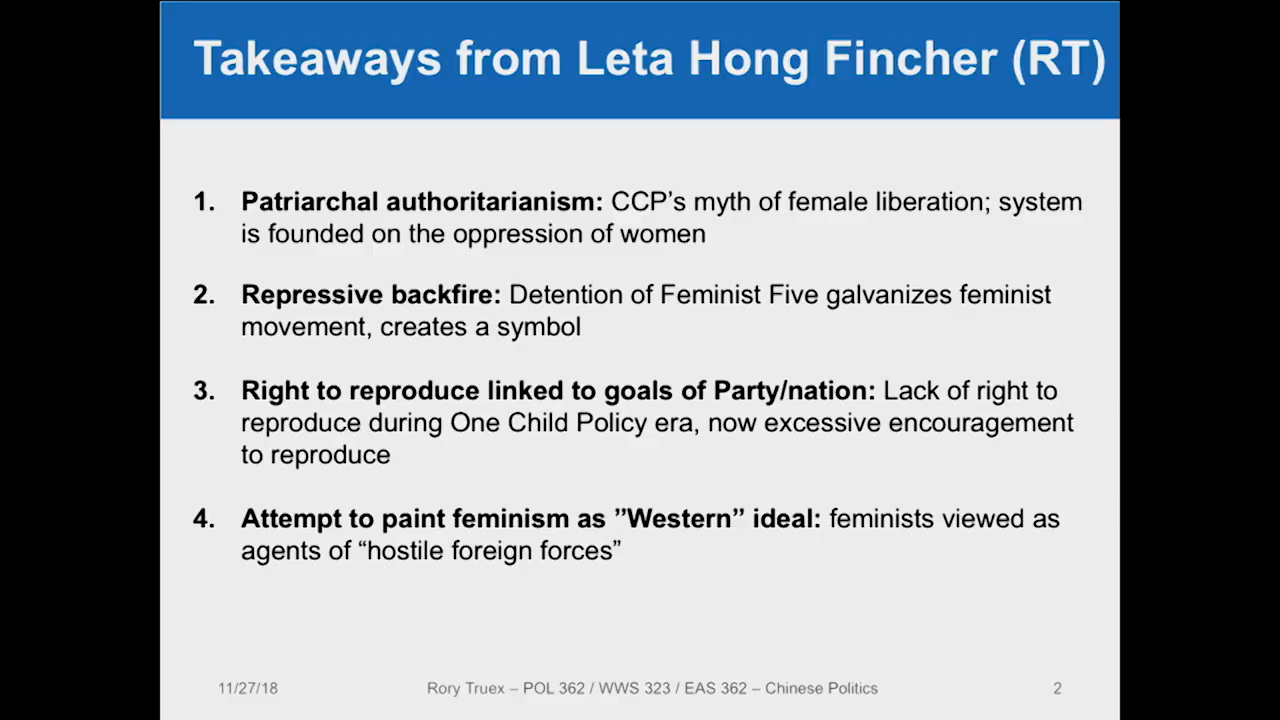 Takeaways from Leta Hong Fincher (RT)
1. Patriarchal authoritarianism: CCP’s myth of female liberation; system
is founded on the oppression of women
2. Repressive backfire: Detention of Feminist Five galvanizes feminist
movement, creates a symbol
3. Right to reproduce linked to goals of Party/nation: Lack of right to
reproduce during One Child Policy era, now excessive encouragement
to reproduce
4. Attempt to paint feminism as ”Western” ideal: feminists viewed as
agents of “hostile foreign forces”
11/27/18 Rory Truex – POL 362 / WWS 323 / EAS 362 – Chinese Politics 2